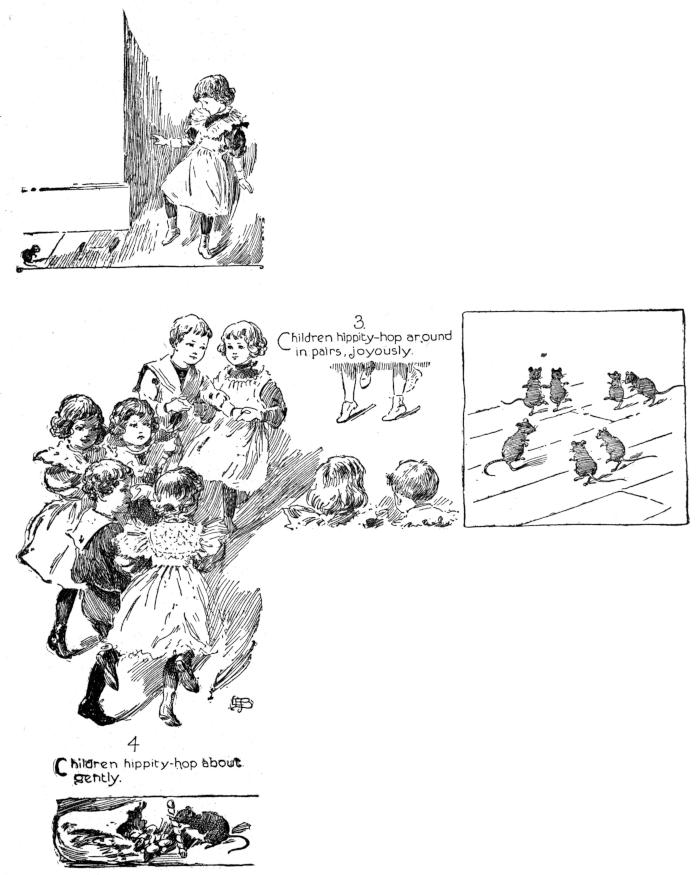 3.
Children hippity-hop around
in pairs, joyously.
4
Children hippity-hop about
gently.